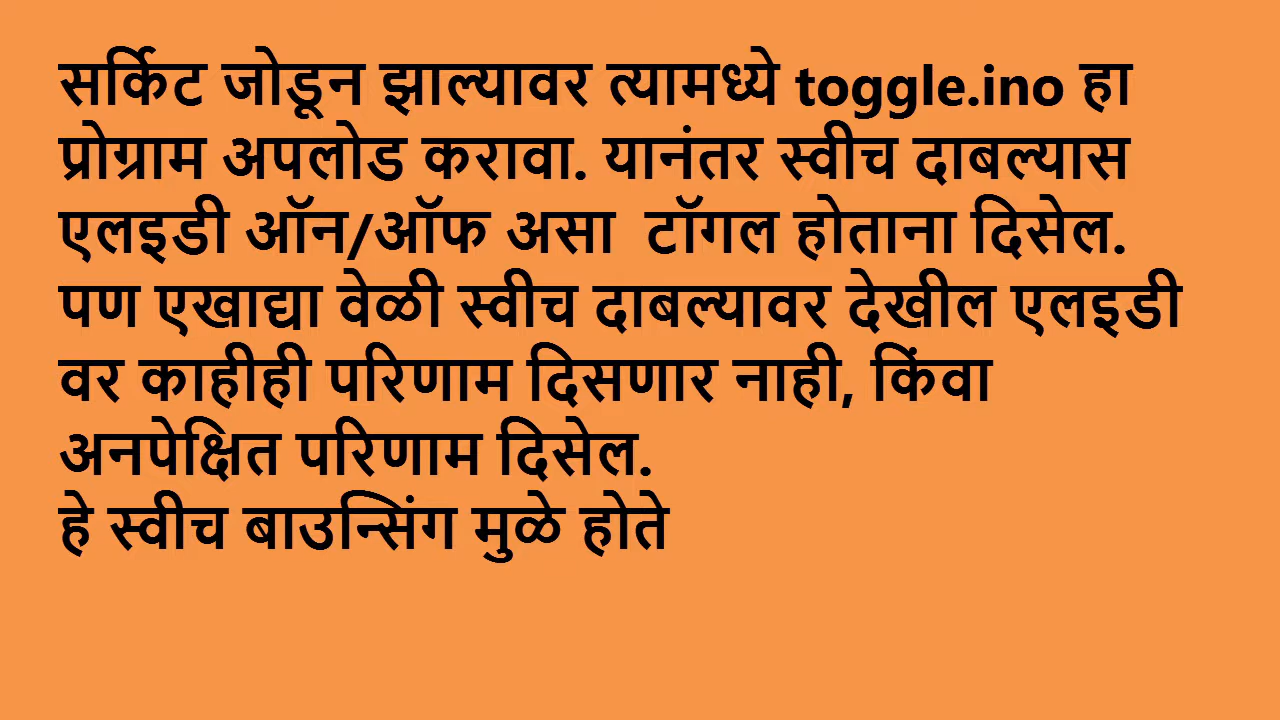 सर्किट जोडून झाल्यावर त्यामध्ये toggle.ino हा
प्रोग्राम अपलोड करावा. यानंतर स्वीच दाबल्यास
एलइडी ऑन/ऑफ असा टॉगल होताना दिसेल.
पण एखाद्या वेळी स्वीच दाबल्यावर देखील एलइडी
वर काहीही परिणाम दिसणार नाही, किंवा
अनपेक्षित परिणाम दिसेल.
हे स्वीच बाउन्सिंग मुळे होते